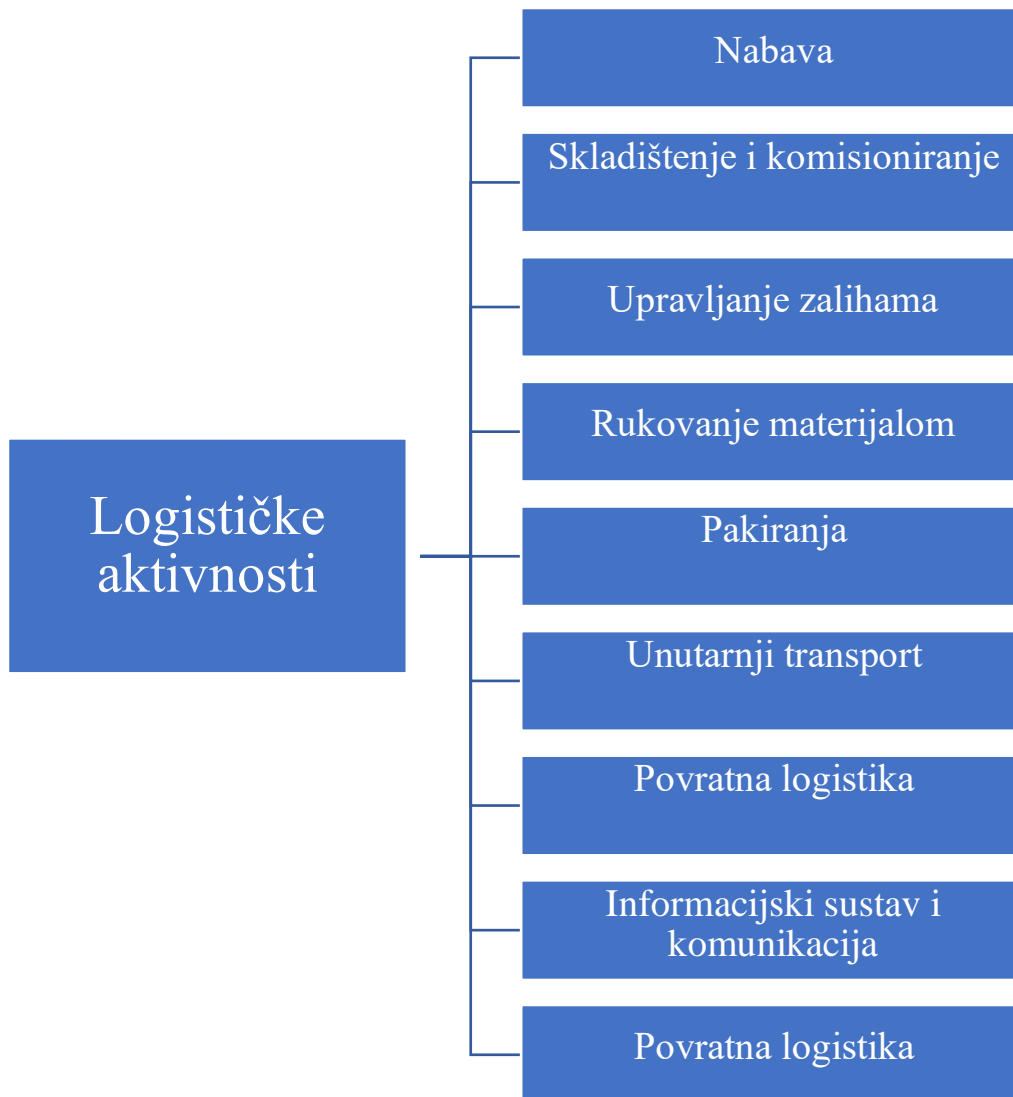 Nabava
Skladištenje i komisioniranje
Upravljanje zalihama
Rukovanje materijalom
Logističke
aktivnosti
Pakiranja
Unutarnji transport
Povratna logistika
Informacijski sustav i
komunikacija
Povratna logistika